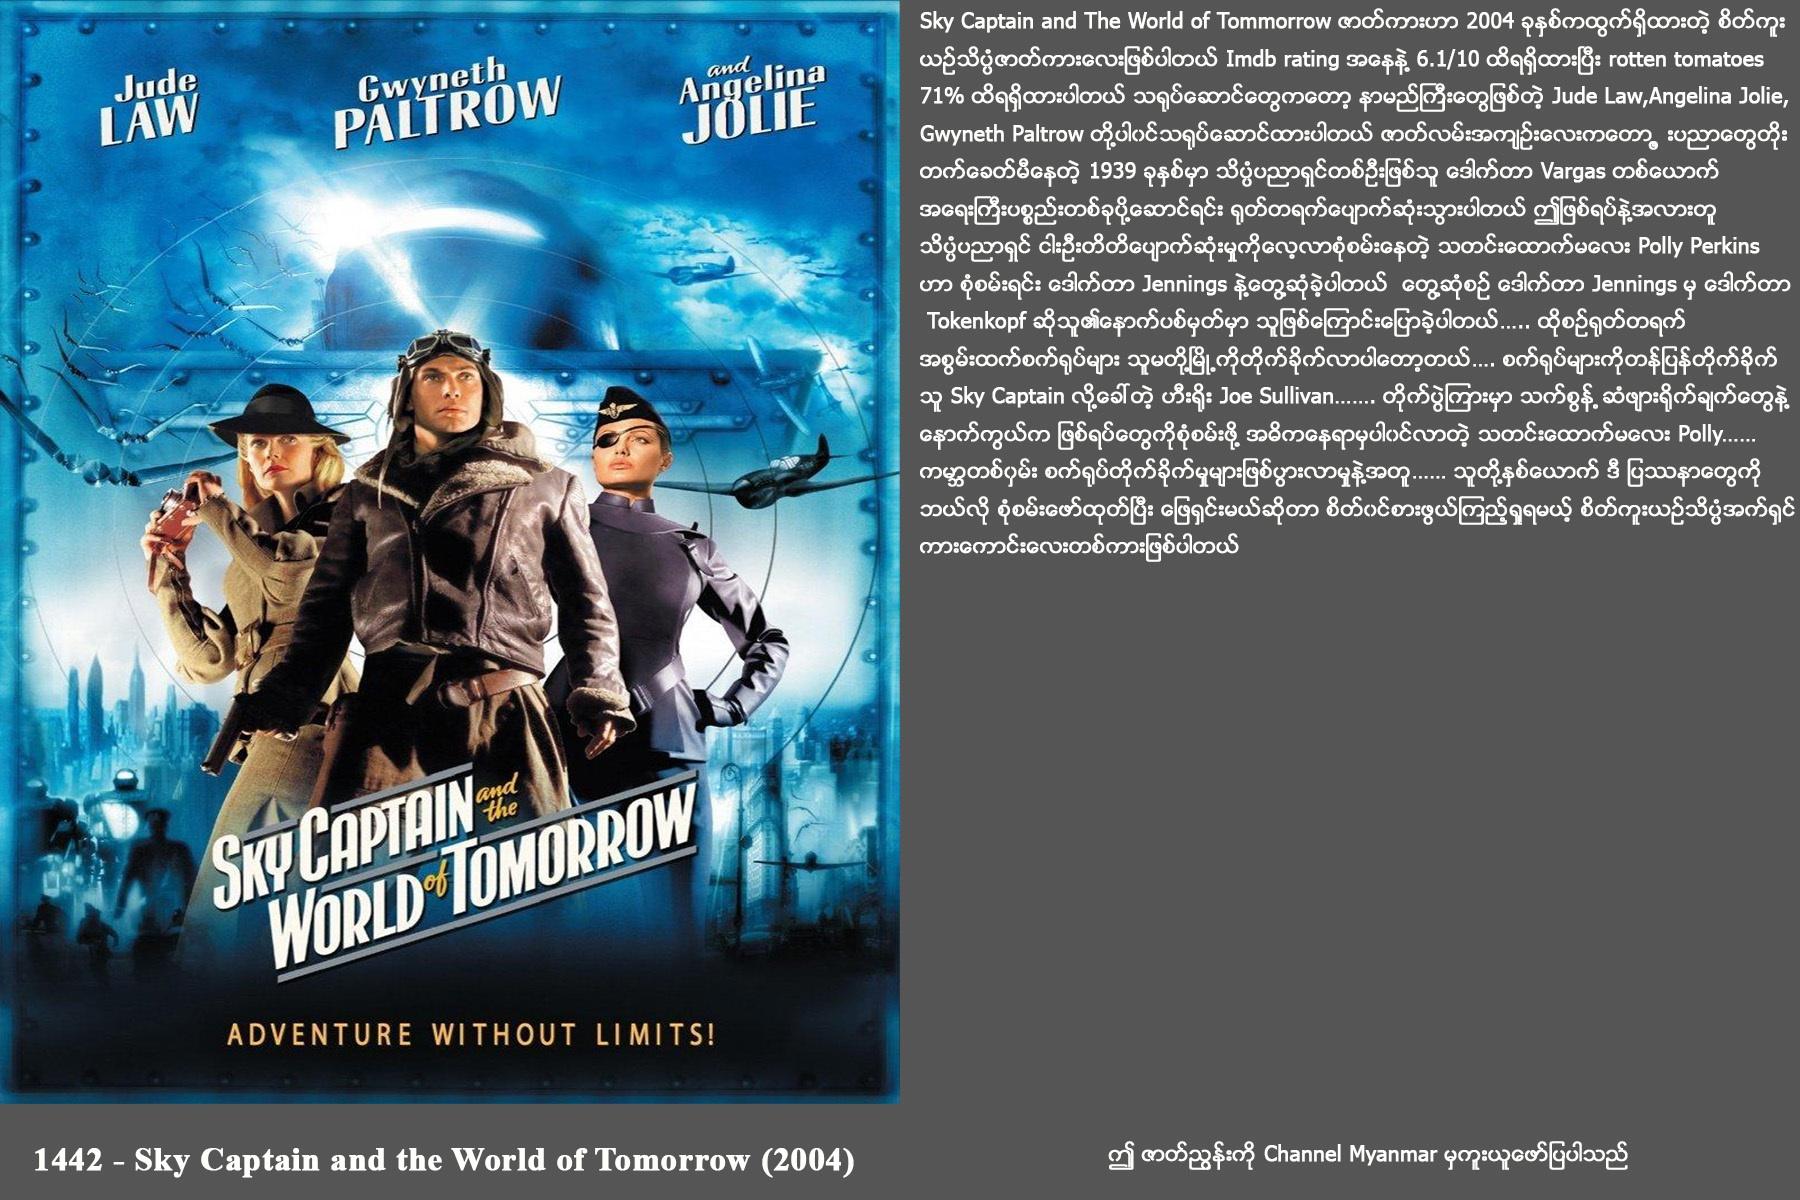 Jude
LAW
Gwyneth
PALTROW
and
Angelina
JOLIE
SKY CAPTAIN and the
WORLD of TOMORROW
ADVENTURE WITHOUT LIMITS!
1442 - Sky Captain and the World of Tomorrow (2004)
Sky Captain and The World of Tommorrow ဇာတ်ကားဟာ 2004 ခုနှစ်ကထွက်ရှိထားတဲ့ စိတ်ကူး
ယဉ်သိပ္ပံဇာတ်ကားလေးဖြစ်ပါတယ် Imdb rating အနေနဲ့ 6.1/10 ထိရရှိထားပြီး rotten tomatoes
71% ထိရရှိထားပါတယ် သရုပ်ဆောင်တွေကတော့ နာမည်ကြီးတွေဖြစ်တဲ့ Jude Law,Angelina Jolie,
Gwyneth Paltrow တို့ပါဝင်သရုပ်ဆောင်ထားပါတယ် ဇာတ်လမ်းအကျဉ်းလေးကတော့ းပညာတွေတိုး
တက်ခေတ်မီနေတဲ့ 1939 ခုနှစ်မှာ သိပ္ပံပညာရှင်တစ်ဦးဖြစ်သူ ဒေါက်တာ Vargas တစ်ယောက်
အရေးကြီးပစ္စည်းတစ်ခုပို့ဆောင်ရင်း ရုတ်တရက်ပျောက်ဆုံးသွားပါတယ် ဤဖြစ်ရပ်နဲ့အလားတူ
သိပ္ပံပညာရှင် ငါးဦးတိတိပျောက်ဆုံးမှုကိုလေ့လာစုံစမ်းနေတဲ့ သတင်းထောက်မလေး Polly Perkins
ဟာ စုံစမ်းရင်း ဒေါက်တာ Jennings နဲ့တွေ့ဆုံခဲ့ပါတယ် တွေ့ဆုံစဉ် ဒေါက်တာ Jennings မှ ဒေါက်တာ
Tokenkopf ဆိုသူ၏နောက်ပစ်မှတ်မှာ သူဖြစ်ကြောင်းပြောခဲ့ပါတယ်….. ထိုစဉ်ရုတ်တရက်
အစွမ်းထက်စက်ရုပ်များ သူမတို့မြို့ကိုတိုက်ခိုက်လာပါတော့တယ်…. စက်ရုပ်များကိုတန်ပြန်တိုက်ခိုက်
သူ Sky Captain လို့ခေါ်တဲ့ ဟီးရိုး Joe Sullivan……. တိုက်ပွဲကြားမှာ သက်စွန့် ဆံဖျားရိုက်ချက်တွေနဲ့
နောက်ကွယ်က ဖြစ်ရပ်တွေကိုစုံစမ်းဖို့ အဓိကနေရာမှပါဝင်လာတဲ့ သတင်းထောက်မလေး Polly……
ကမ္ဘာတစ်ဝှမ်း စက်ရုပ်တိုက်ခိုက်မှုများဖြစ်ပွားလာမှုနဲ့အတူ…… သူတို့နှစ်ယောက် ဒီ ပြဿနာတွေကို
ဘယ်လို စုံစမ်းဖော်ထုတ်ပြီး ဖြေရှင်းမယ်ဆိုတာ စိတ်ဝင်စားဖွယ်ကြည့်ရှုရမယ့် စိတ်ကူးယဉ်သိပ္ပံအက်ရှင်
ကားကောင်းလေးတစ်ကားဖြစ်ပါတယ်
ဤ ဇာတ်ညွှန်းကို Channel Myanmar မှကူးယူဖော်ပြပါသည်